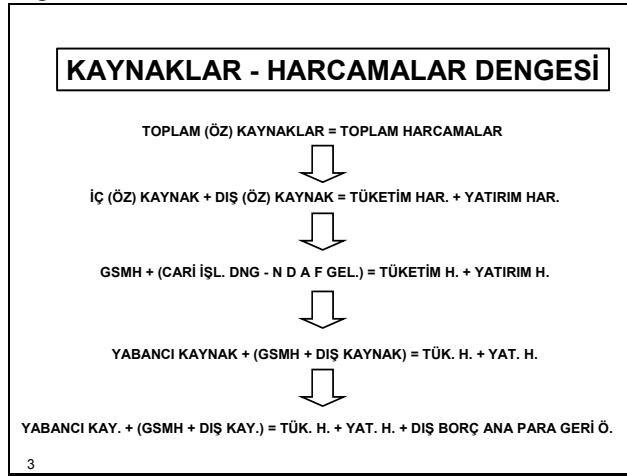 KAYNAKLAR - HARCAMALAR DENGESİ
TOPLAM (ÖZ) KAYNAKLAR = TOPLAM HARCAMALAR
İÇ (ÖZ) KAYNAK + DIŞ (ÖZ) KAYNAK = TÜKETİM HAR. + YATIRIM HAR.
GSMH + (CARİ İŞL. DNG - N D A F GEL.) = TÜKETİM H. + YATIRIM H.
YABANCI KAYNAK + (GSMH + DIŞ KAYNAK) = TÜK. H. + YAT. H.
YABANCI KAY. + (GSMH + DIŞ KAY.) = TÜK. H. + YAT. H. + DIŞ BORÇ ANA PARA GERİ Ö.
3